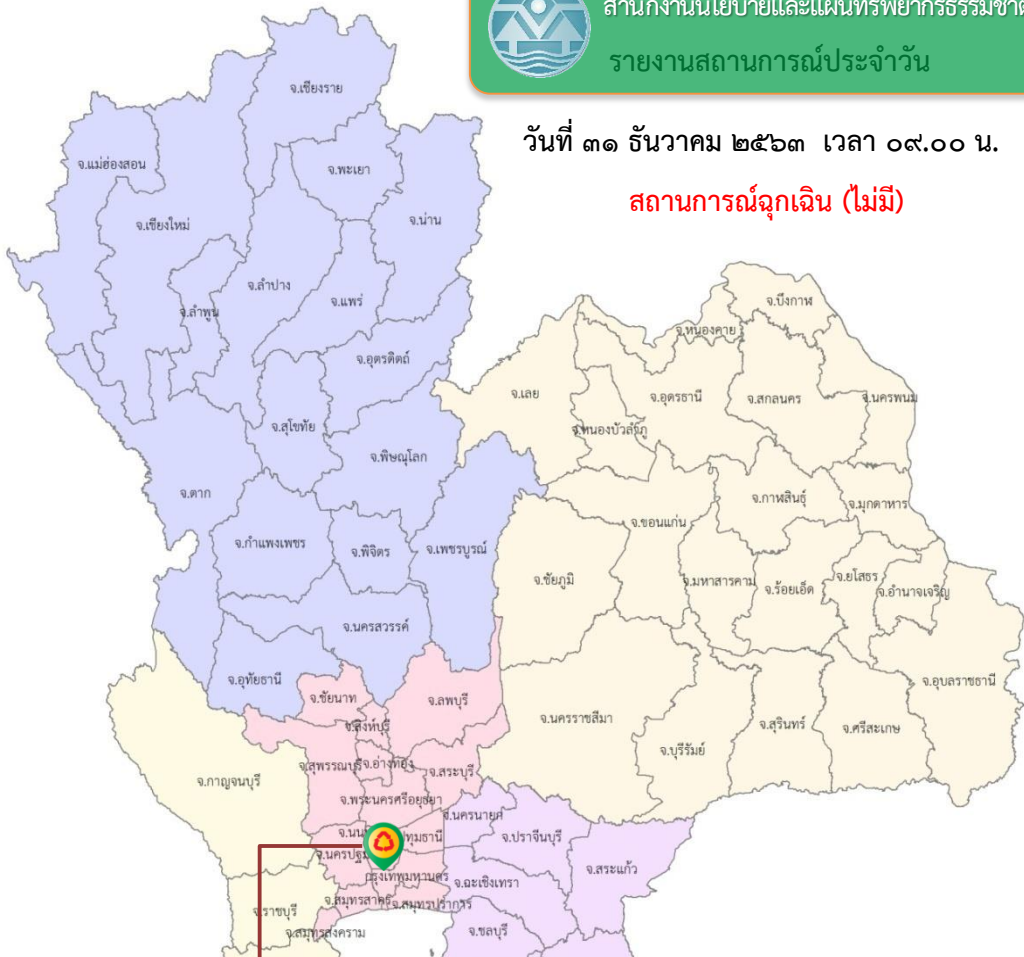 สำนักงานนโยบายและแผนทรัพยากรธรรมชาติ
รายงานสถานการณ์ประจำวัน
วันที่ ๓๑ ธันวาคม ๒๕๖๓ เวลา ๐๙.๐๐ น.
สถานการณ์ฉุกเฉิน (ไม่มี)
จ.เชียงราย
จ.แม่ฮ่องสอน
จ.พะเยา
จ.เชียงใหม่
จ.น่าน
จ.ลำปาง
จ.แพร่
จ.ลำพูน
จ.บึงกาฬ
จ.หนองคาย
จ.อุตรดิตถ์
จ.เลย
จ.อุดรธานี
จ.สกลนคร
จ.นครพนม
จ.สุโขทัย
จ.หนองบัวลำภู
จ.พิษณุโลก
จ.ตาก
จ.กาฬสินธุ์
จ.มุกดาหาร
จ.ขอนแก่น
จ.กำแพงเพชร
จ.พิจิตร
จ.เพชรบูรณ์
จ.ชัยภูมิ
จ.มหาสารคาม
จ.ร้อยเอ็ด
จ.ยโสธร
จ.อำนาจเจริญ
จ.นครสวรรค์
จ.อุทัยธานี
จ.ชัยนาท
จ.ลพบุรี
จ.อุบลราชธานี
จ.สิงห์บุรี
จ.นครราชสีมา
จ.สุรินทร์
จ.ศรีสะเกษ
จ.บุรีรัมย์
จ.กาญจนบุรี
จ.สุพรรณบุรี
จ.อ่างทอง
จ.สระบุรี
จ.พระนครศรีอยุธยา
จ.นครนายก
จ.นน
ทุมธานี
จ.ปราจีนบุรี
จ.นครปฐม
จ.สระแก้ว
กรุงเทพมหานคร
จ.ฉะเชิงเทรา
จ.สมุทรสาคร
จ.สมุทรปราการ
จ.ราชบุรี
จ.สมุทรสงคราม
จ.ชลบุรี